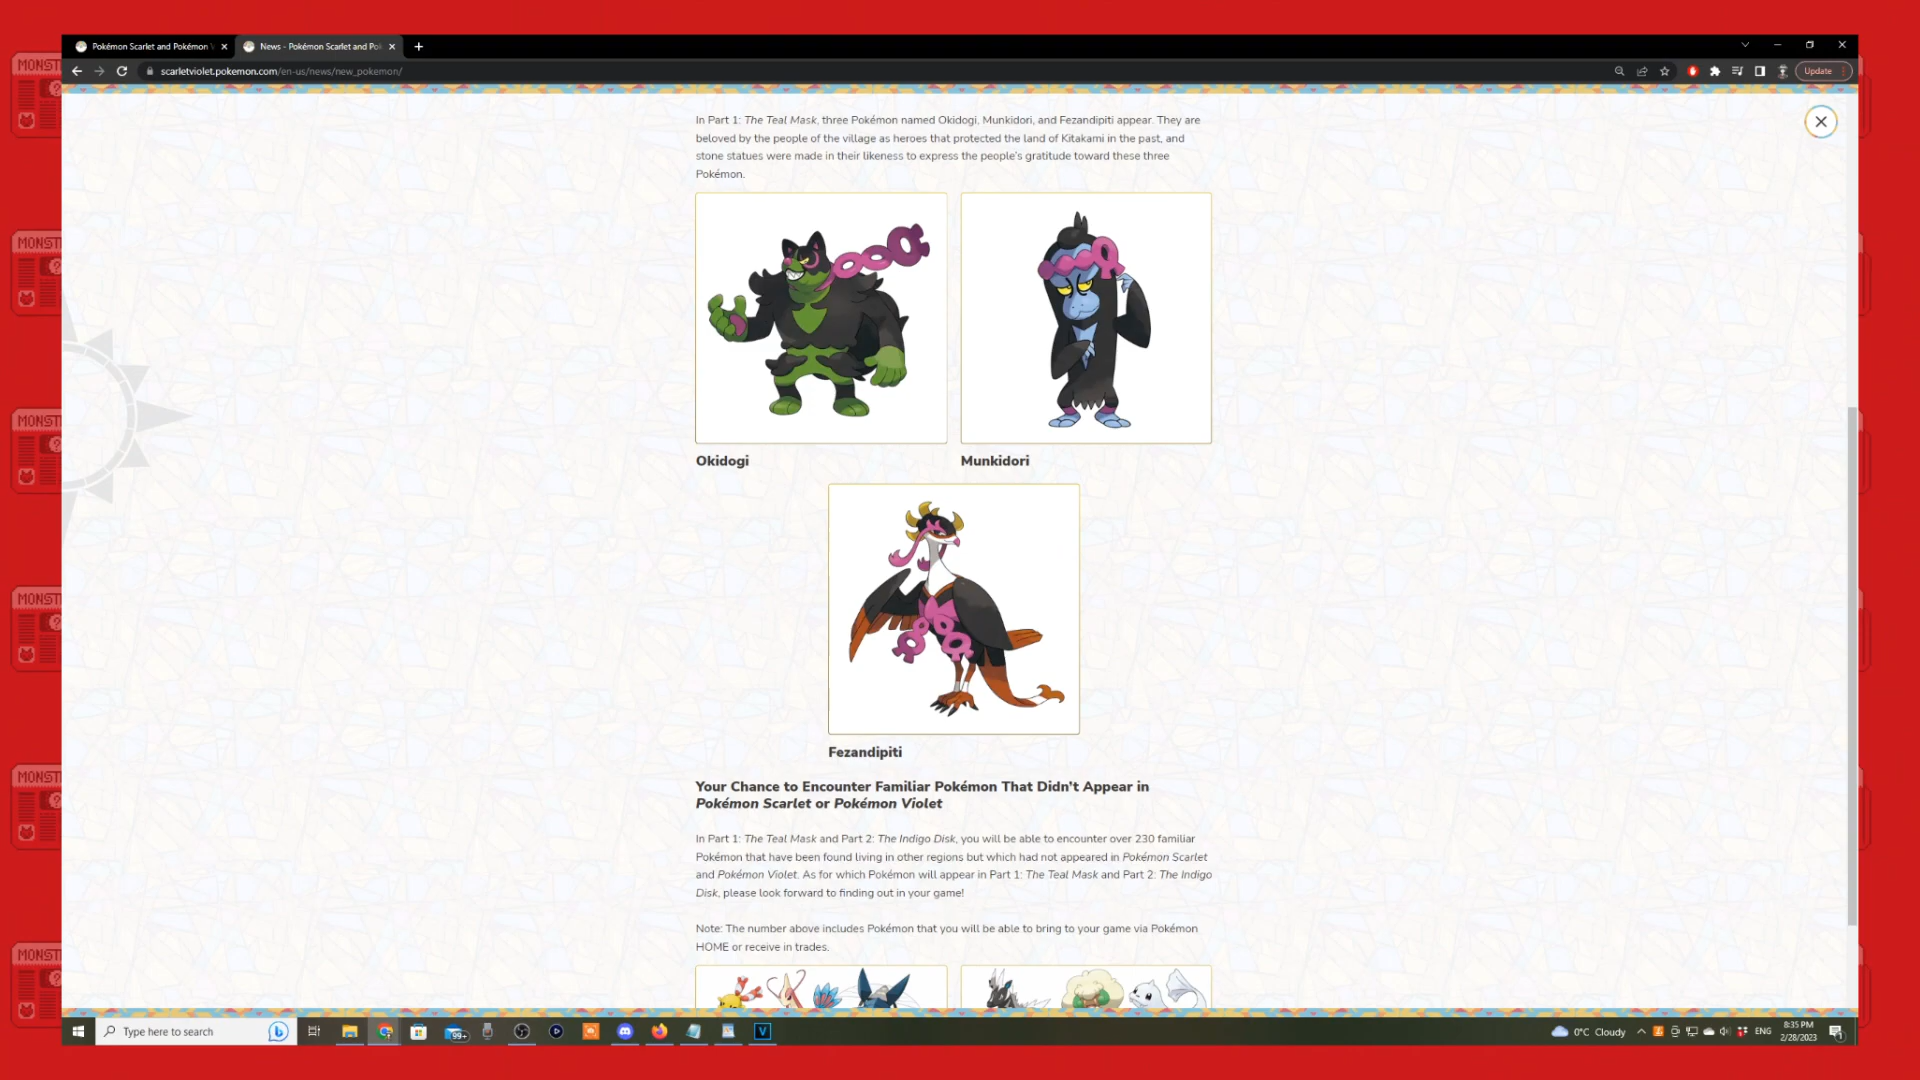 Pokémon Scarlet and Pokémon
News - Pokémon Scarlet and Po
scarletviolet.pokemon.com/en-us/news/new_pokemon/
Update
In Part 1: The Teal Mask, three Pokémon named Okidogi, Munkidori, and Fezandipiti appear. They are
beloved by the people of the village as heroes that protected the land of Kitakami in the past, and
stone statues were made in their likeness to express the people's gratitude toward these three
Pokémon.
Okidogi
Munkidori
Fezandipiti
Your Chance to Encounter Familiar Pokémon That Didn't Appear in
Pokémon Scarlet or Pokémon Violet
In Part 1: The Teal Mask and Part 2: The Indigo Disk, you will be able to encounter over 230 familiar
Pokémon that have been found living in other regions but which had not appeared in Pokémon Scarlet
and Pokémon Violet. As for which Pokémon will appear in Part 1: The Teal Mask and Part 2: The Indigo
Disk, please look forward to finding out in your game!
Note: The number above includes Pokémon that you will be able to bring to your game via Pokémon
HOME or receive in trades.
MONST
MONST
MONST
MONST
MONST
MONST
Type here to search
99+
0°C Cloudy
ENG
8:35 PM
2/28/2023